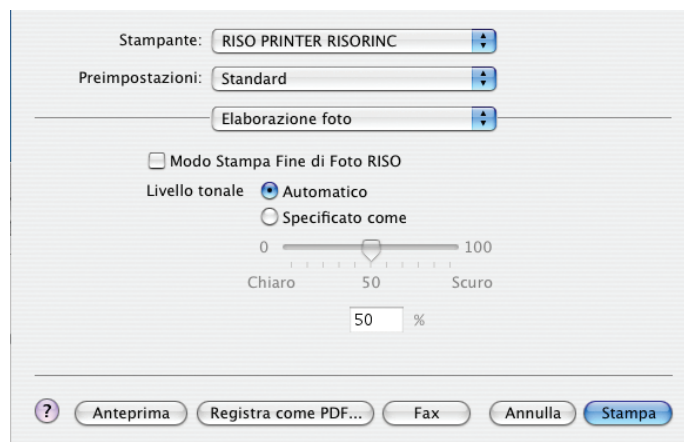 Stampante: RISO PRINTER RISORINC
Preimpostazioni: Standard
Elaborazione foto
Modo Stampa Fine di Foto RISO
Livello tonale Automatico
Specificato come
0 100
Chiaro 50 Scuro
50 %
? Anteprima Registra come PDF... Fax Annulla Stampa